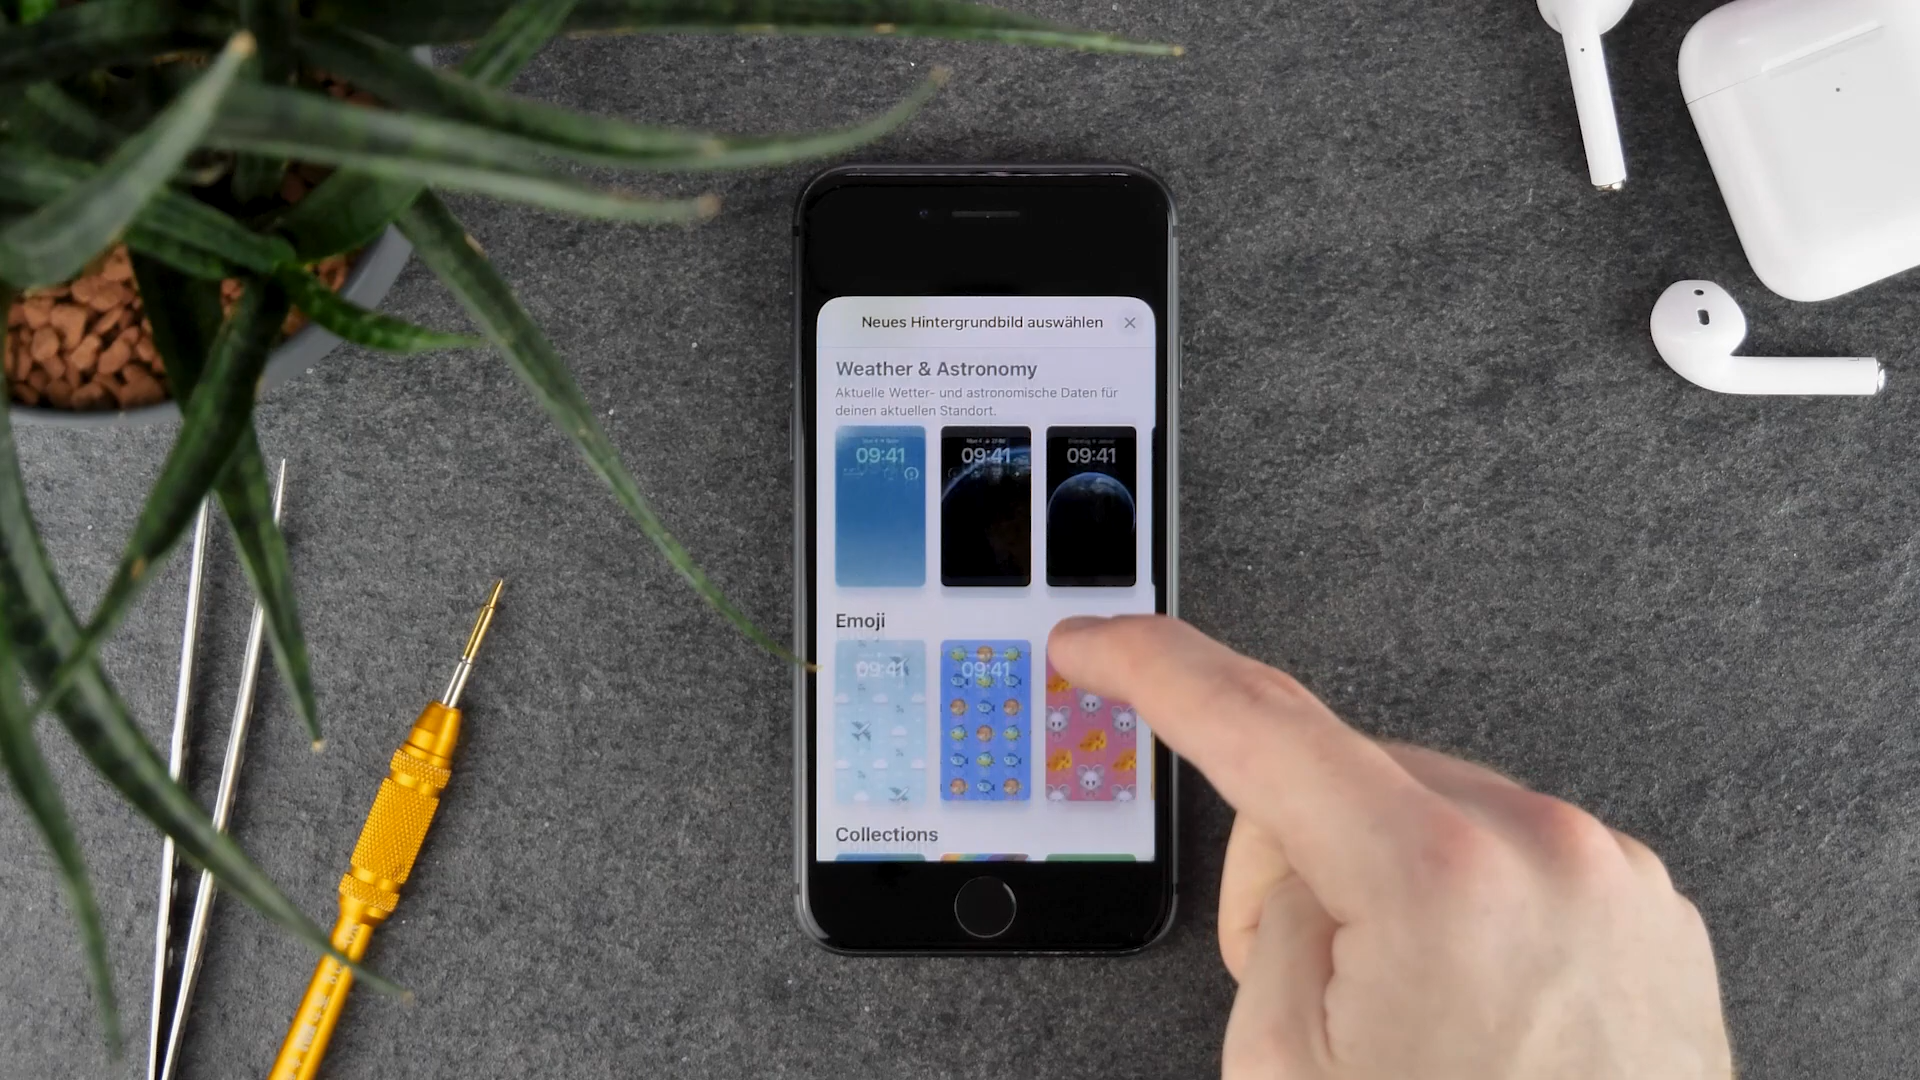 Neues Hintergrundbild auswählen
Weather & Astronomy
Aktuelle Wetter- und astronomische Daten für
deinen aktuellen Standort.
09:41
09:41
09:41
Emoji
09:41
09:41
Collections